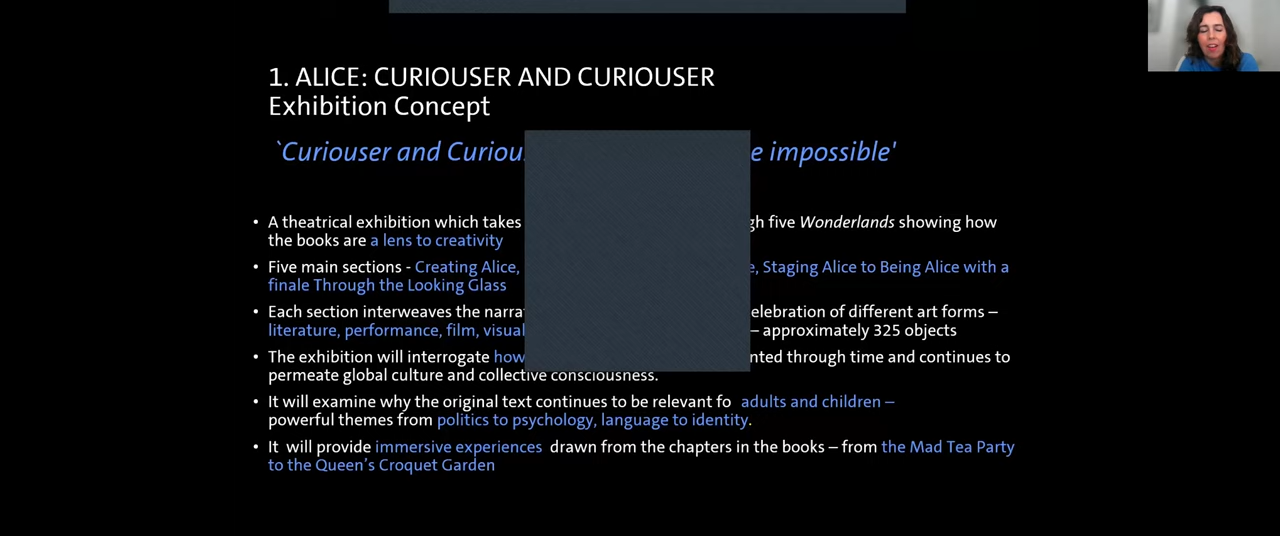 1. ALICE: CURIOUSER AND CURIOUSER
Exhibition Concept
`Curiouser and Curiou e impossible'
• A theatrical exhibition which takes gh five Wonderlands showing how
the books are a lens to creativity
• Five main sections - Creating Alice, e, Staging Alice to Being Alice with a
finale Through the Looking Glass
• Each section interweaves the narra elebration of different art forms –
literature, performance, film, visual – approximately 325 objects
• The exhibition will interrogate how nted through time and continues to
permeate global culture and collective consciousness.
• It will examine why the original text continues to be relevant fo adults and children –
powerful themes from politics to psychology, language to identity.
• It will provide immersive experiences drawn from the chapters in the books – from the Mad Tea Party
to the Queen’s Croquet Garden